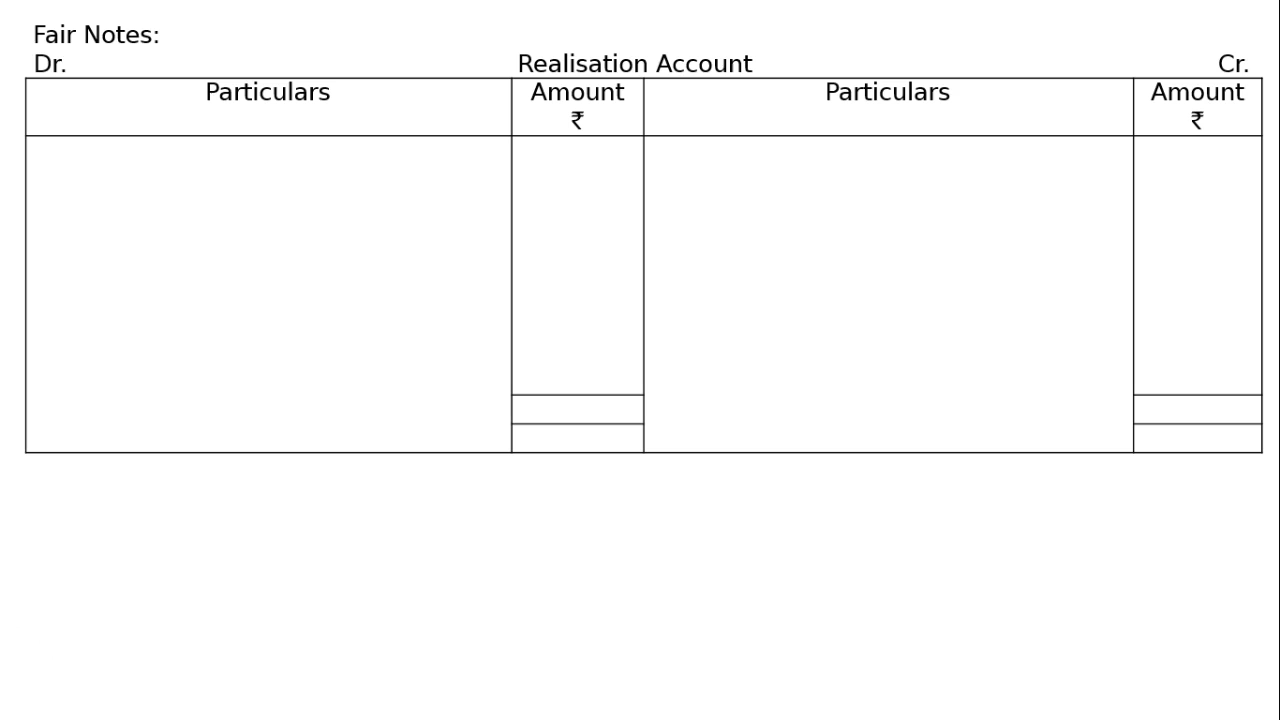 Fair Notes:
Dr. Realisation Account Cr.
Particulars Amount ₹ Particulars Amount ₹